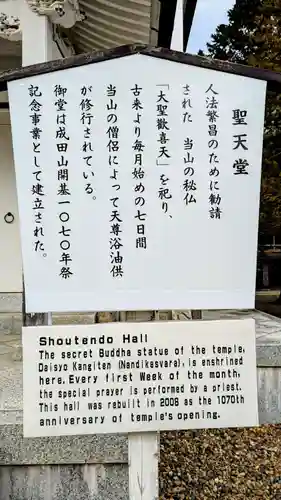 聖天堂
人法繁昌のために勧請
された 当山の秘仏
「大聖歓喜天」を祀り、
古来より毎月始めの七日間
当山の僧侶によって天尊浴油供
が修行されている。
御堂は成田山開基一〇七〇年祭
記念事業として建立された。
Shoutendo Hall
The secret Buddha statue of the temple,
Daisyo Kangiten (Nandikesvara), is enshrined
here. Every first Week of the month,
the special prayer is performed by a priest.
This hall was rebuilt in 2008 as the 1070th
anniversary of temple's opening.